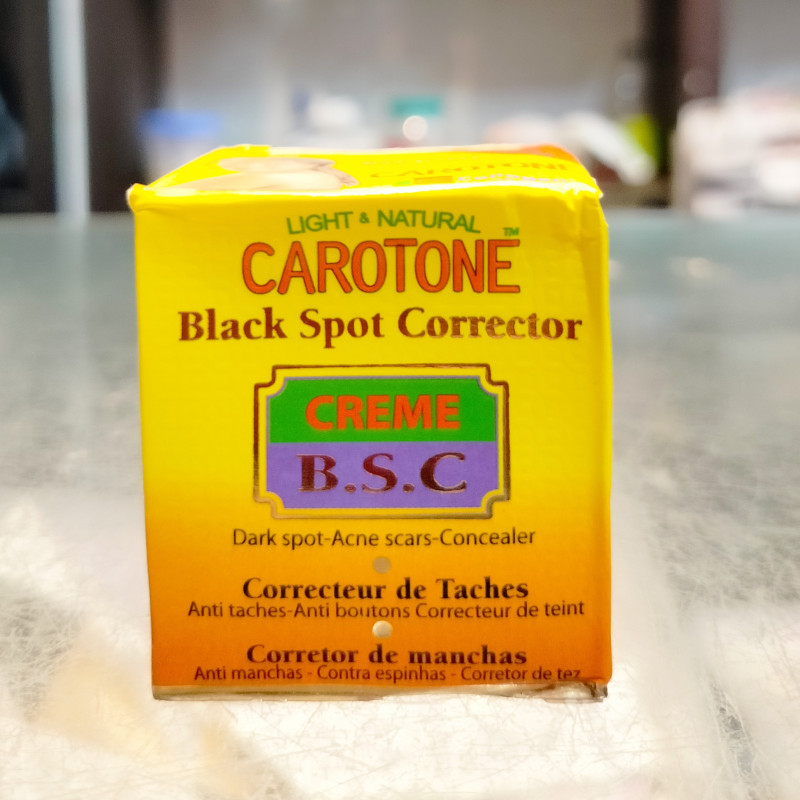 CAROTONE
LIGHT & NATURAL
CAROTONE™
Black Spot Corrector
CREME
B.S.C
Dark spot-Acne scars-Concealer
Correcteur de Taches
Anti taches-Anti boutons Correcteur de teint
Corretor de manchas
Anti manchas - Contra espinhas - Corretor de tez